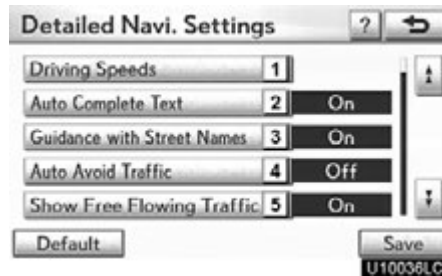 Detailed Navi. Settings ?
Driving Speeds 1
Auto Complete Text 2 On
Guidance with Street Names 3 On
Auto Avoid Traffic 4 Off
Show Free Flowing Traffic 5 On
Default Save
U10036LC